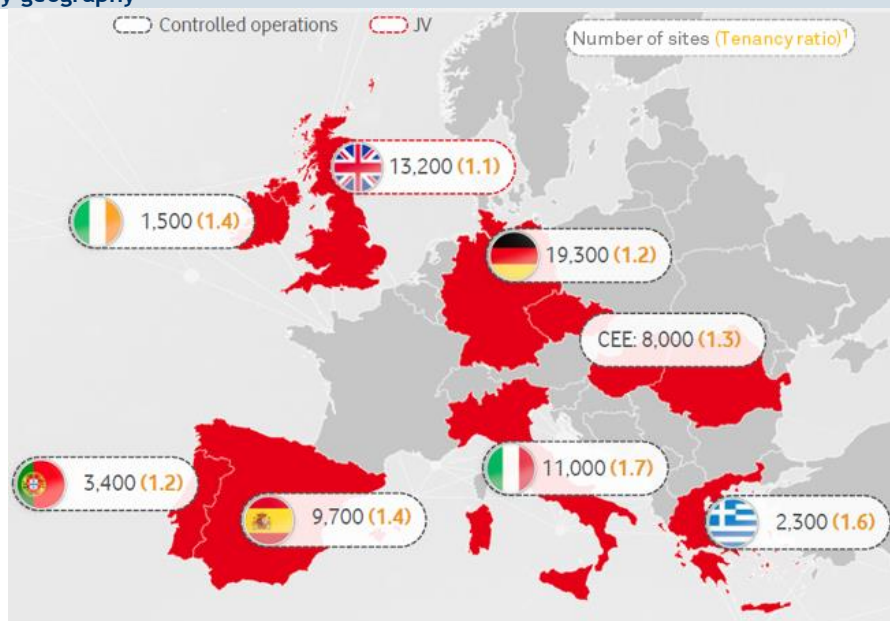 y geography
Controlled operations
JV
Number of sites (Tenancy ratio)¹
13,200 (1.1)
1,500 (1.4)
19,300 (1.2)
CEE: 8,000 (1.3)
11,000 (1.7)
3,400 (1.2)
9,700 (1.4)
2,300 (1.6)